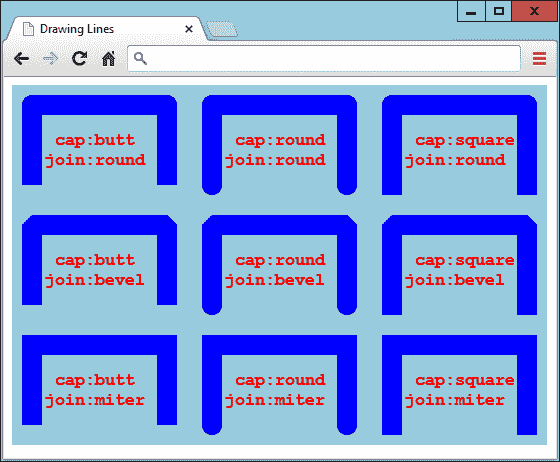 Drawing Lines
cap:butt cap:round cap:square
join:round join:round join:round
cap:butt cap:round cap:square
join:bevel join:bevel join:bevel
cap:butt cap:round cap:square
join:miter join:miter join:miter